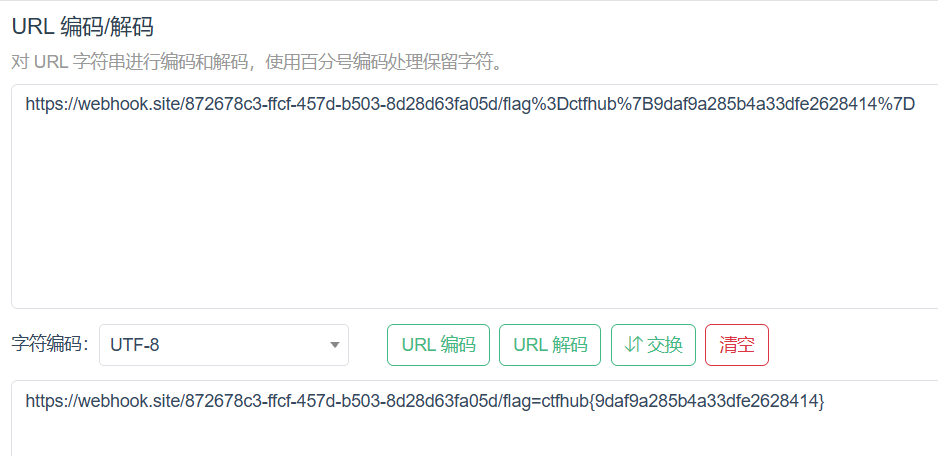 URL 编码/解码
对 URL 字符串进行编码和解码，使用百分号编码处理保留字符。
https://webhook.site/872678c3-ffcf-457d-b503-8d28d63fa05d/flag%3Dctfhub%7B9daf9a285b4a33dfe2628414%7D
字符编码： UTF-8 URL 编码 URL 解码 交换 清空
https://webhook.site/872678c3-ffcf-457d-b503-8d28d63fa05d/flag=ctfhub{9daf9a285b4a33dfe2628414}